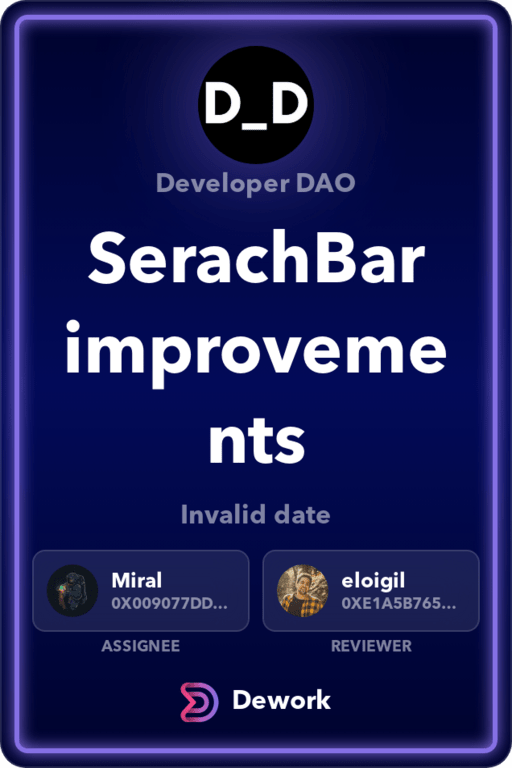 D_D
Developer DAO
SerachBar
improveme
nts
Invalid date
Miral
0X009077DD...
eloigil
0XE1A5B765...
ASSIGNEE
REVIEWER
Dework